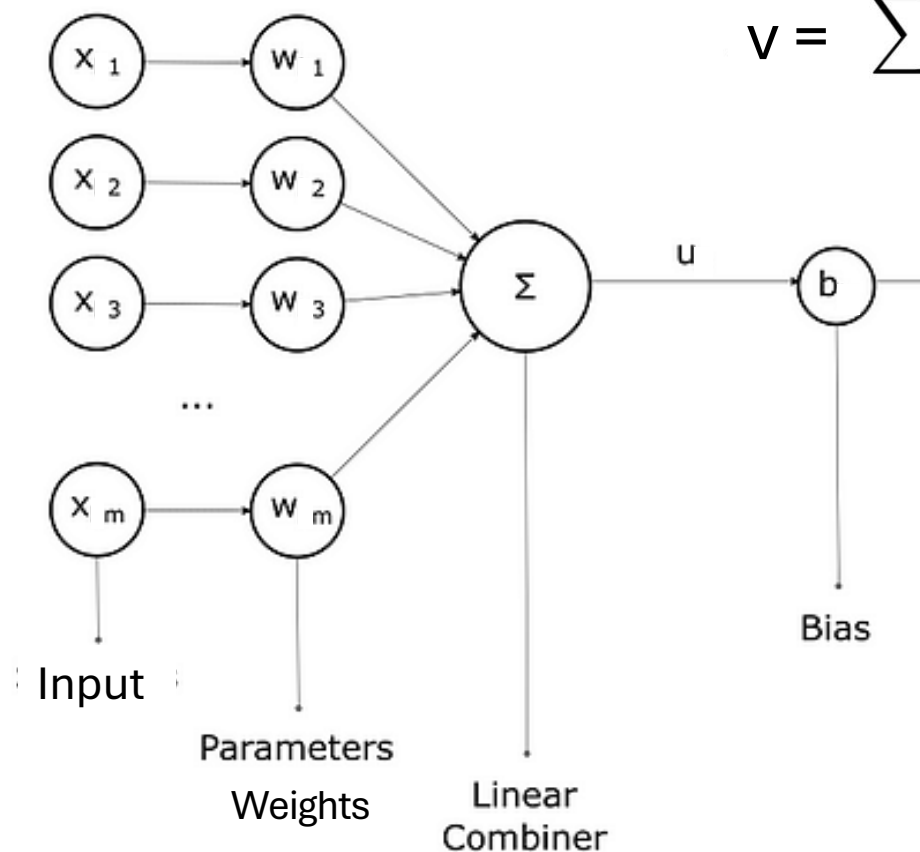 v = ∑
x 1
w 1
x 2
w 2
x 3
w 3
Σ
u
b
...
x m
w m
Input
Parameters
Weights
Linear
Combiner
Bias